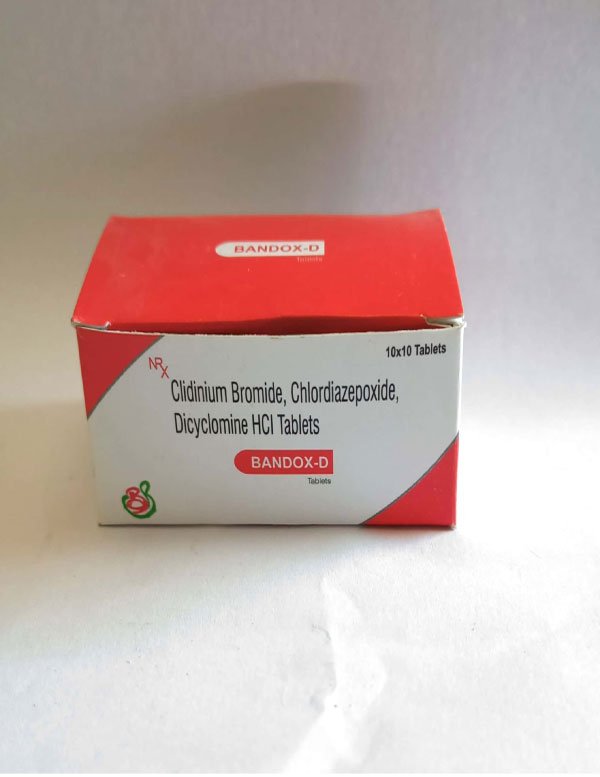 BANDOX-D
Tablets
NRX
10x10 Tablets
Clidinium Bromide, Chlordiazepoxide,
Dicyclomine HCl Tablets
BANDOX-D
Tablets